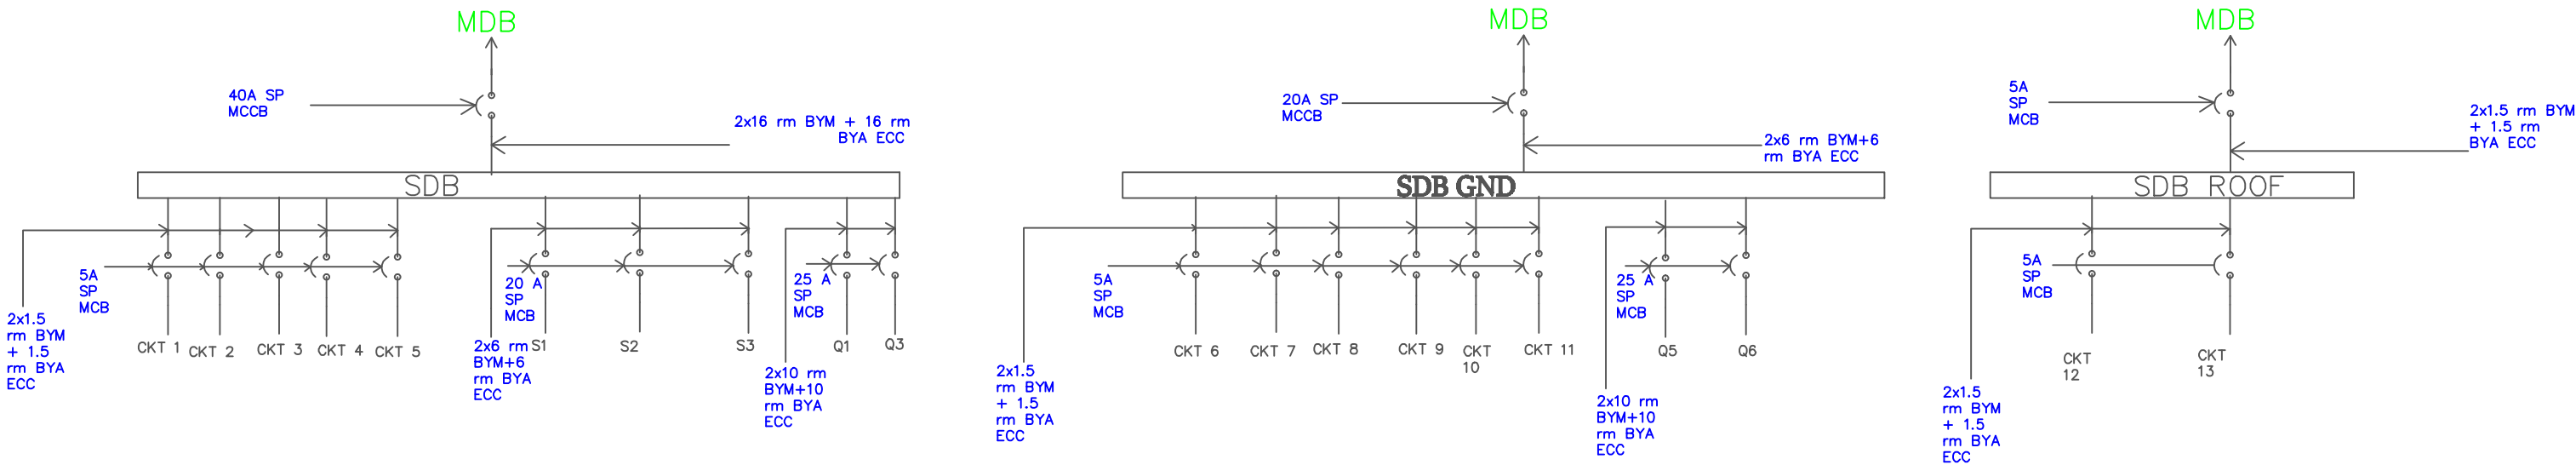 MDB
40A SP
MCCB
2x16 rm BYM + 16 rm
BYA ECC
SDB
5A
SP
MCB
2x1.5
rm BYM
+ 1.5
rm BYA
ECC
CKT 1
CKT 2
CKT 3
CKT 4
CKT 5
20 A
SP
MCB
2x6 rm
BYM+6
rm BYA
ECC
S1
S2
S3
25 A
SP
MCB
2x10 rm
BYM+10
rm BYA
ECC
Q1
Q3
MDB
20A SP
MCCB
2x6 rm BYM+6
rm BYA ECC
SDB GND
5A
SP
MCB
2x1.5
rm BYM
+ 1.5
rm BYA
ECC
CKT 6
CKT 7
CKT 8
CKT 9
CKT
10
CKT 11
25 A
SP
MCB
2x10 rm
BYM+10
rm BYA
ECC
Q5
Q6
MDB
5A
SP
MCB
2x1.5 rm BYM
+ 1.5 rm
BYA ECC
SDB ROOF
5A
SP
MCB
2x1.5
rm BYM
+ 1.5
rm BYA
ECC
CKT
12
CKT
13